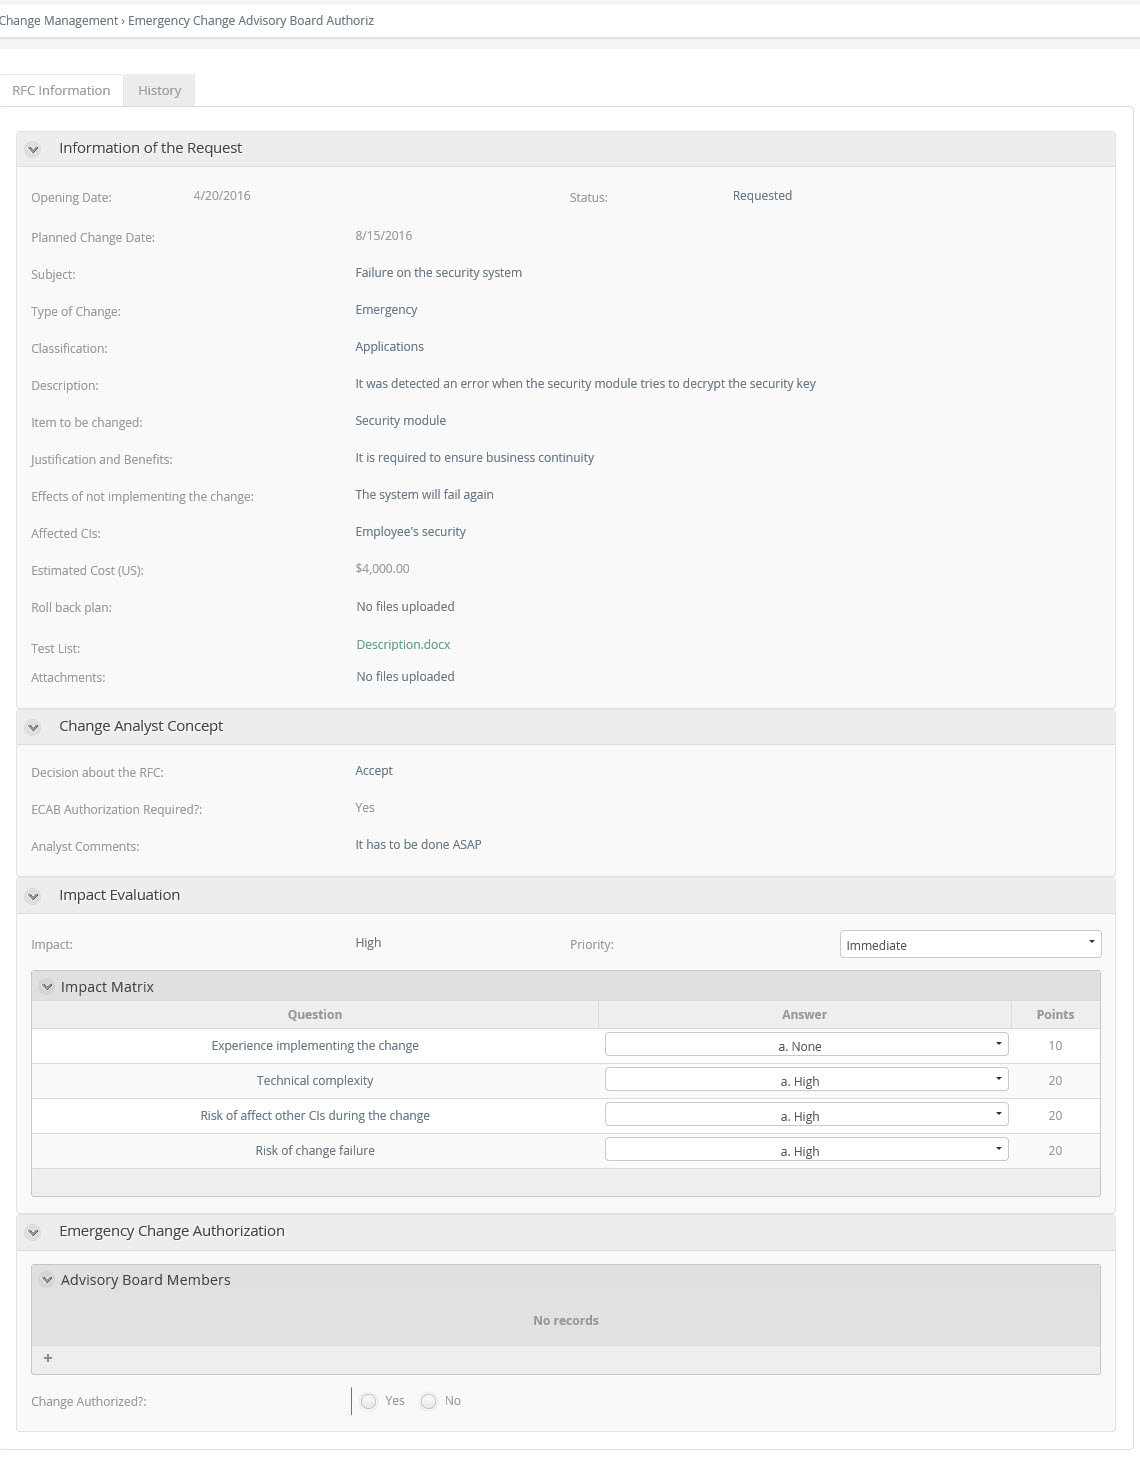 Change Management › Emergency Change Advisory Board Authoriz
RFC Information History
Information of the Request
Opening Date: 4/20/2016 Status: Requested
Planned Change Date: 8/15/2016
Subject: Failure on the security system
Type of Change: Emergency
Classification: Applications
Description: It was detected an error when the security module tries to decrypt the security key
Item to be changed: Security module
Justification and Benefits: It is required to ensure business continuity
Effects of not implementing the change: The system will fail again
Affected CIs: Employee's security
Estimated Cost (US): $4,000.00
Roll back plan: No files uploaded
Test List: Description.docx
Attachments: No files uploaded
Change Analyst Concept
Decision about the RFC: Accept
ECAB Authorization Required?: Yes
Analyst Comments: It has to be done ASAP
Impact Evaluation
Impact: High Priority: Immediate
Impact Matrix
Question Answer Points
Experience implementing the change a. None 10
Technical complexity a. High 20
Risk of affect other CIs during the change a. High 20
Risk of change failure a. High 20
Emergency Change Authorization
Advisory Board Members
No records
+
Change Authorized?: Yes No